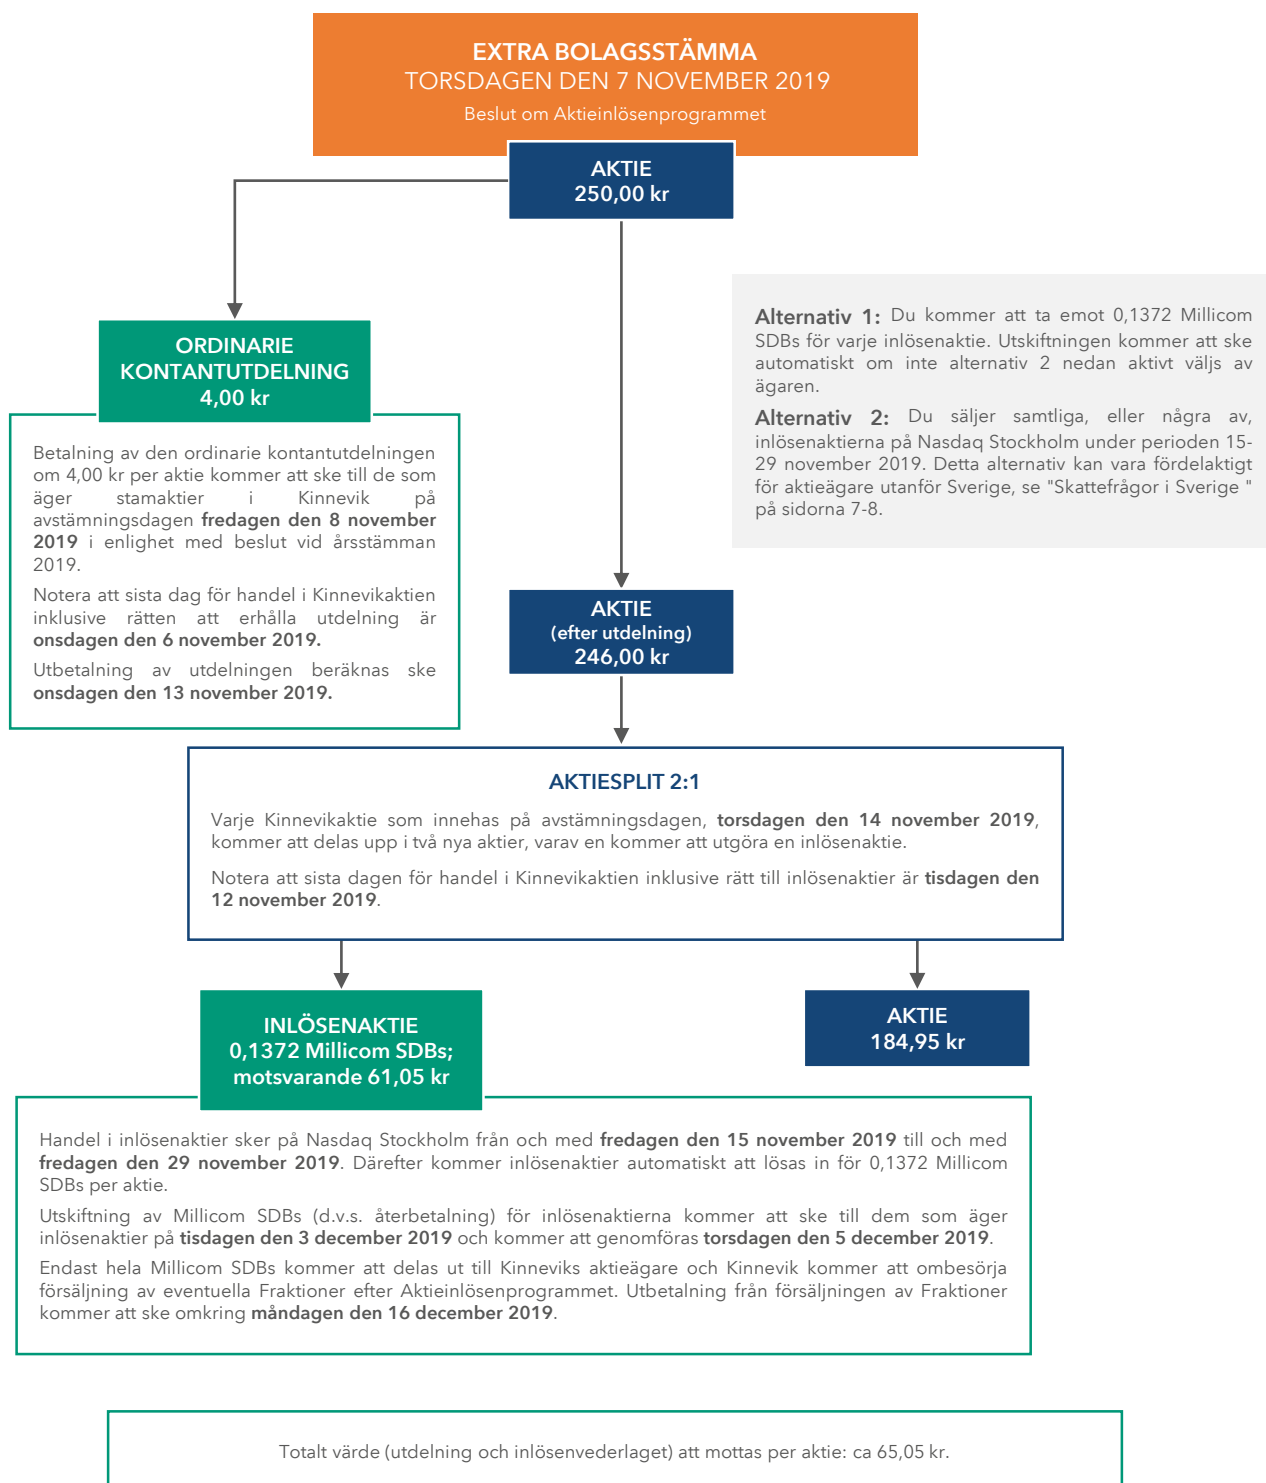 EXTRA BOLAGSSTÄMMA
TORSDAGEN DEN 7 NOVEMBER 2019
Beslut om Aktieinlösenprogrammet
AKTIE
250,00 kr
ORDINARIE
KONTANTUTDELNING
4,00 kr
Betalning av den ordinarie kontantutdelningen
om 4,00 kr per aktie kommer att ske till de som
äger stamaktier i Kinnevik på
avstämningsdagen fredagen den 8 november
2019 i enlighet med beslut vid årsstämman
2019.
Notera att sista dag för handel i Kinnevikaktien
inklusive rätten att erhålla utdelning är
onsdagen den 6 november 2019.
Utbetalning av utdelningen beräknas ske
onsdagen den 13 november 2019.
Alternativ 1: Du kommer att ta emot 0,1372 Millicom
SDBs för varje inlösenaktie. Utskiftningen kommer att ske
automatiskt om inte alternativ 2 nedan aktivt väljs av
ägaren.
Alternativ 2: Du säljer samtliga, eller några av,
inlösenaktierna på Nasdaq Stockholm under perioden 15-
29 november 2019. Detta alternativ kan vara fördelaktigt
för aktieägare utanför Sverige, se "Skattefrågor i Sverige "
på sidorna 7-8.
AKTIE
(efter utdelning)
246,00 kr
AKTIESPLIT 2:1
Varje Kinnevikaktie som innehas på avstämningsdagen, torsdagen den 14 november 2019,
kommer att delas upp i två nya aktier, varav en kommer att utgöra en inlösenaktie.
Notera att sista dagen för handel i Kinnevikaktien inklusive rätt till inlösenaktier är tisdagen den
12 november 2019.
INLÖSENAKTIE
0,1372 Millicom SDBs;
motsvarande 61,05 kr
AKTIE
184,95 kr
Handel i inlösenaktier sker på Nasdaq Stockholm från och med fredagen den 15 november 2019 till och med
fredagen den 29 november 2019. Därefter kommer inlösenaktier automatiskt att lösas in för 0,1372 Millicom
SDBs per aktie.
Utskiftning av Millicom SDBs (d.v.s. återbetalning) för inlösenaktierna kommer att ske till dem som äger
inlösenaktier på tisdagen den 3 december 2019 och kommer att genomföras torsdagen den 5 december 2019.
Endast hela Millicom SDBs kommer att delas ut till Kinneviks aktieägare och Kinnevik kommer att ombesörja
försäljning av eventuella Fraktioner efter Aktieinlösenprogrammet. Utbetalning från försäljningen av Fraktioner
kommer att ske omkring måndagen den 16 december 2019.
Totalt värde (utdelning och inlösenvederlaget) att mottas per aktie: ca 65,05 kr.